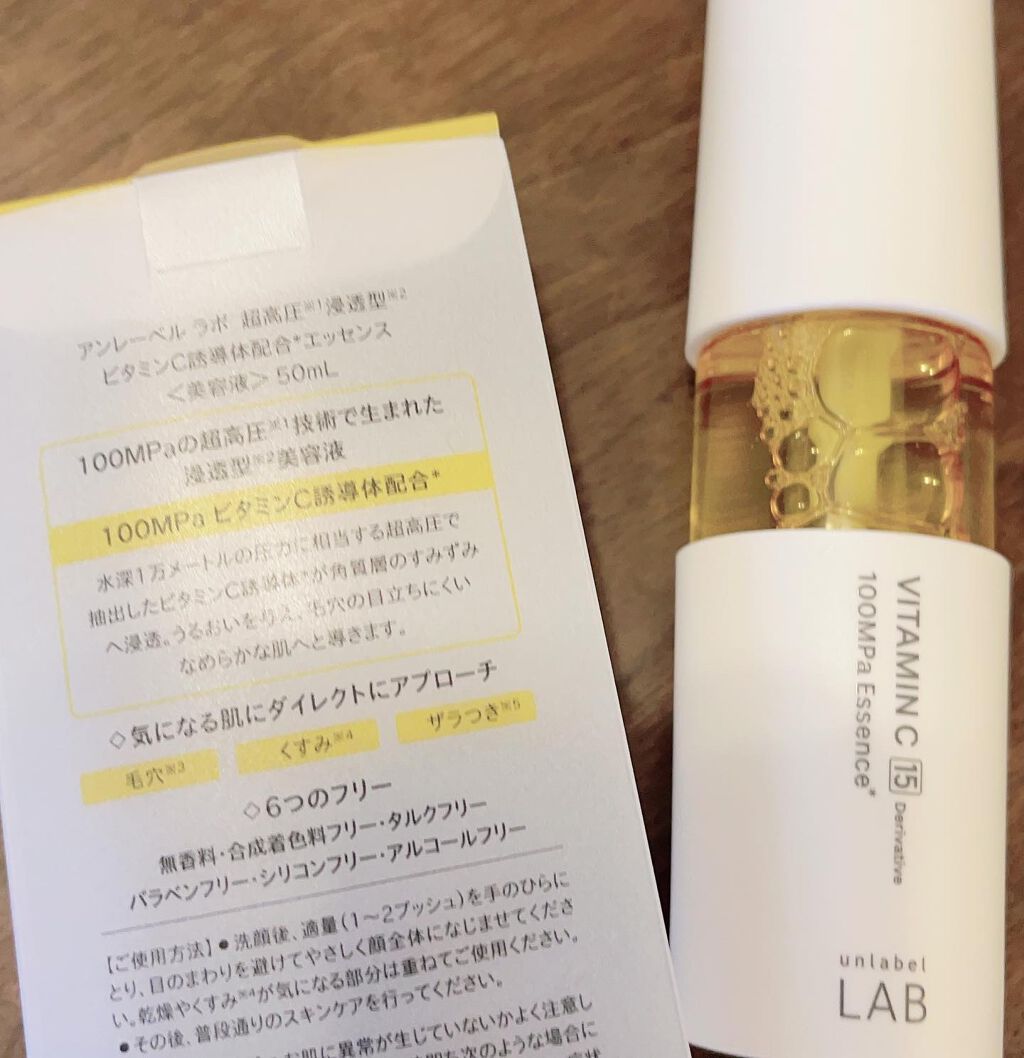 アンレーベル ラボ 超高圧※1浸透型※2
ビタミンC誘導体配合*エッセンス
＜美容液＞ 50mL
100MPaの超高圧※1技術で生まれた
浸透型※2美容液
100MPa ビタミンC誘導体配合*
水深1万メートルの圧力に相当する超高圧で
抽出したビタミンC誘導体*が角質層のすみずみ
へ浸透。うるおいを与え、毛穴の目立ちにくい
なめらかな肌へと導きます。
◇気になる肌にダイレクトにアプローチ
毛穴※3
くすみ※4
ザラつき※5
◇6つのフリー
無香料・合成着色料フリー・タルクフリー
パラベンフリー・シリコンフリー・アルコールフリー
【ご使用方法】●洗顔後、適量(1〜2プッシュ)を手のひらに
とり、目のまわりを避けてやさしく顔全体になじませてくださ
い。乾燥やくすみ※4が気になる部分は重ねてご使用ください。
●その後、普段通りのスキンケアを行ってください。
お肌に異常が生じていないかよく注意し
次のような場合に
VITAMIN C 15 Derivative
100MPa Essence*
unlabel
LAB